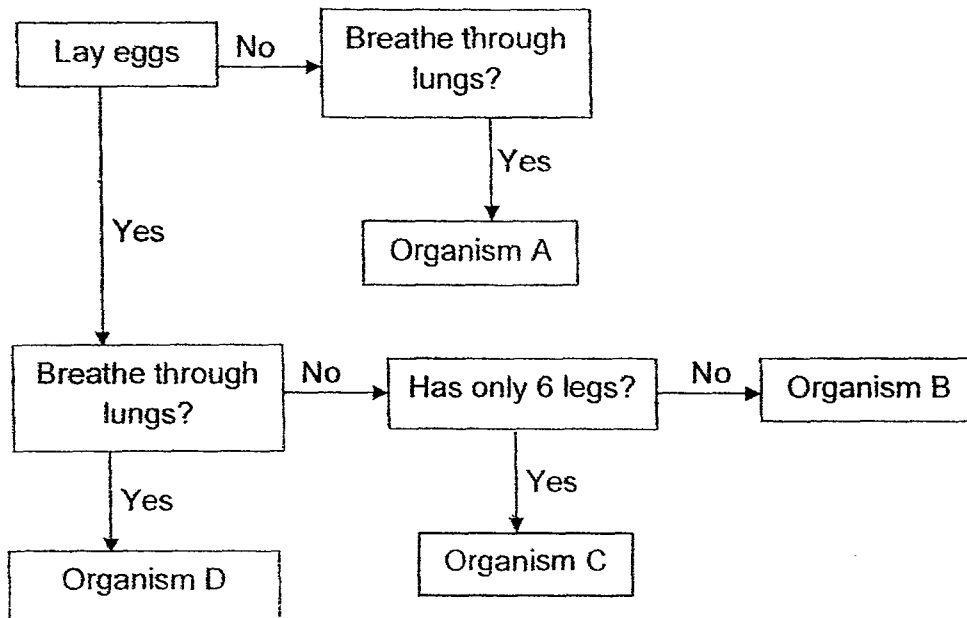 Lay eggs
No
Breathe through
lungs?
Yes
Yes
Organism A
Breathe through
lungs?
No
Has only 6 legs?
No
Organism B
Yes
Yes
Organism D
Organism C